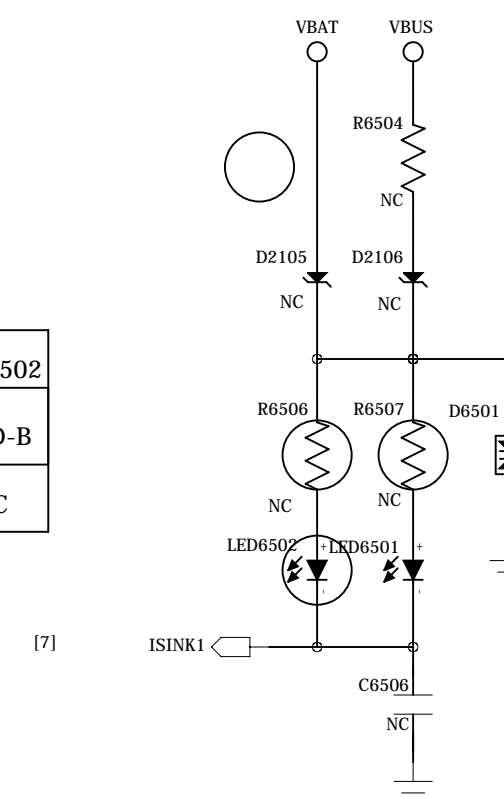 VBAT VBUS
R6504
NC
D2105 D2106
NC NC
502
R6506 R6507 D6501
-B
NC NC
C
LED6502 + LED6501 +
- -
[7] ISINK1
C6506
NC